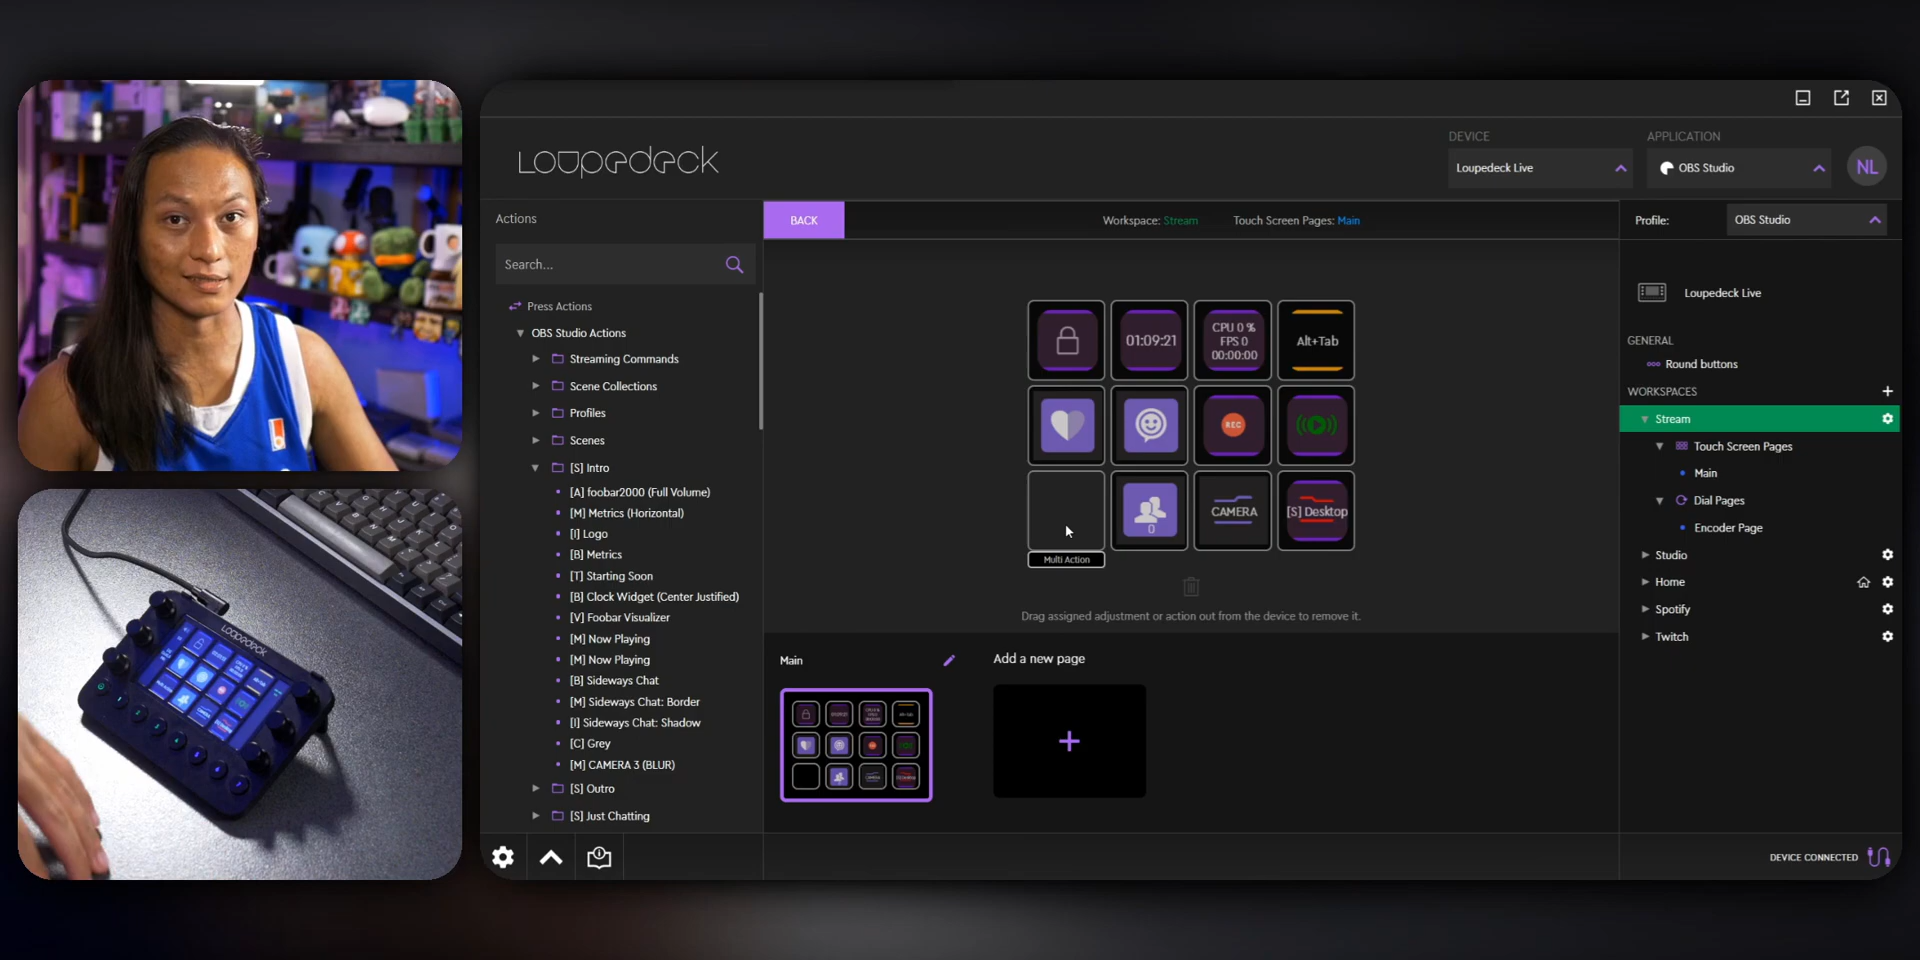 LOUPEDECK
DEVICE
Loupedeck Live
APPLICATION
OBS Studio
NL
Actions
BACK
Workspace: Stream
Touch Screen Pages: Main
Profile:
OBS Studio
Search...
Press Actions
OBS Studio Actions
Streaming Commands
Scene Collections
Profiles
Scenes
[S] Intro
[A] foobar2000 (Full Volume)
[M] Metrics (Horizontal)
[I] Logo
[B] Metrics
[T] Starting Soon
[B] Clock Widget (Center Justified)
[V] Foobar Visualizer
[M] Now Playing
[M] Now Playing
[B] Sideways Chat
[M] Sideways Chat: Border
[I] Sideways Chat: Shadow
[C] Grey
[M] CAMERA 3 (BLUR)
[S] Outro
[S] Just Chatting
01:09:21
CPU 0 %
FPS 0
00:00:00
Alt+Tab
REC
0
CAMERA
[S] Desktop
Multi Action
Drag assigned adjustment or action out from the device to remove it.
Main
Add a new page
Loupedeck Live
GENERAL
Round buttons
WORKSPACES
Stream
Touch Screen Pages
Main
Dial Pages
Encoder Page
Studio
Home
Spotify
Twitch
DEVICE CONNECTED
LOUPEDECK